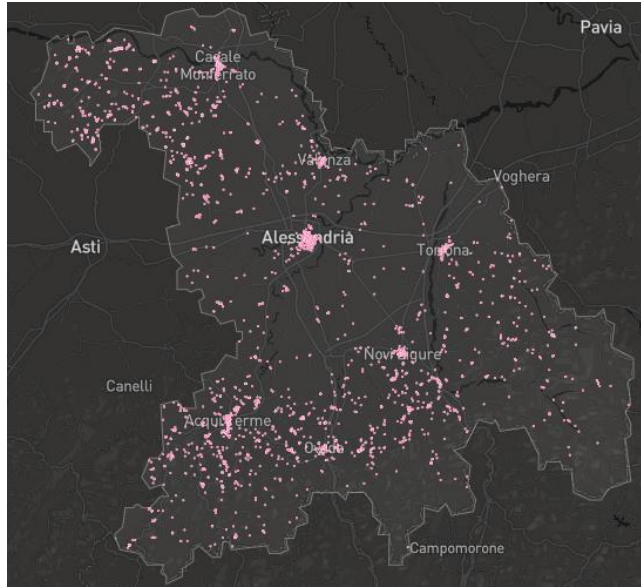 Pavia
Casale
Monferrato
Valenza
Voghera
Alessandria
Asti
Tortona
Novi Ligure
Canelli
Acqui Terme
Ovada
Campomorone